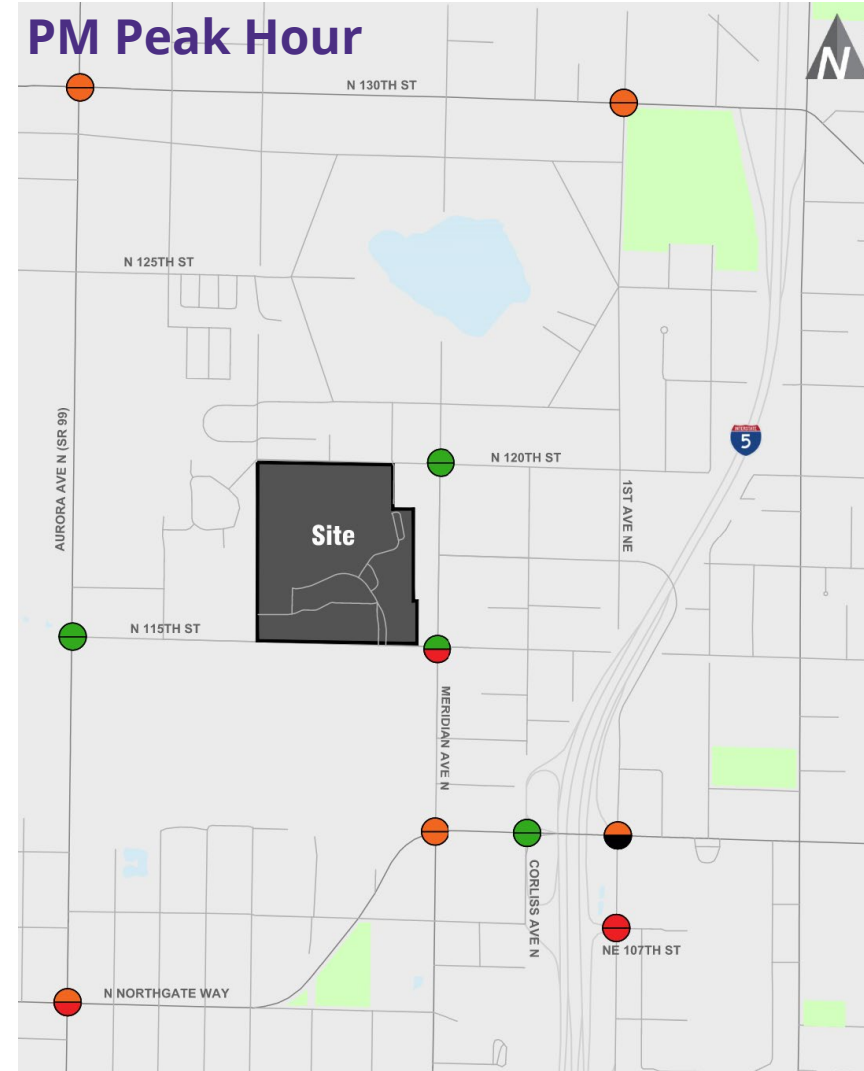 PM Peak Hour
N
N 130TH ST
N 125TH ST
AURORA AVE N (SR 99)
INTERSTATE
5
N 120TH ST
1ST AVE NE
Site
N 115TH ST
MERIDIAN AVE N
CORLISS AVE N
NE 107TH ST
N NORTHGATE WAY